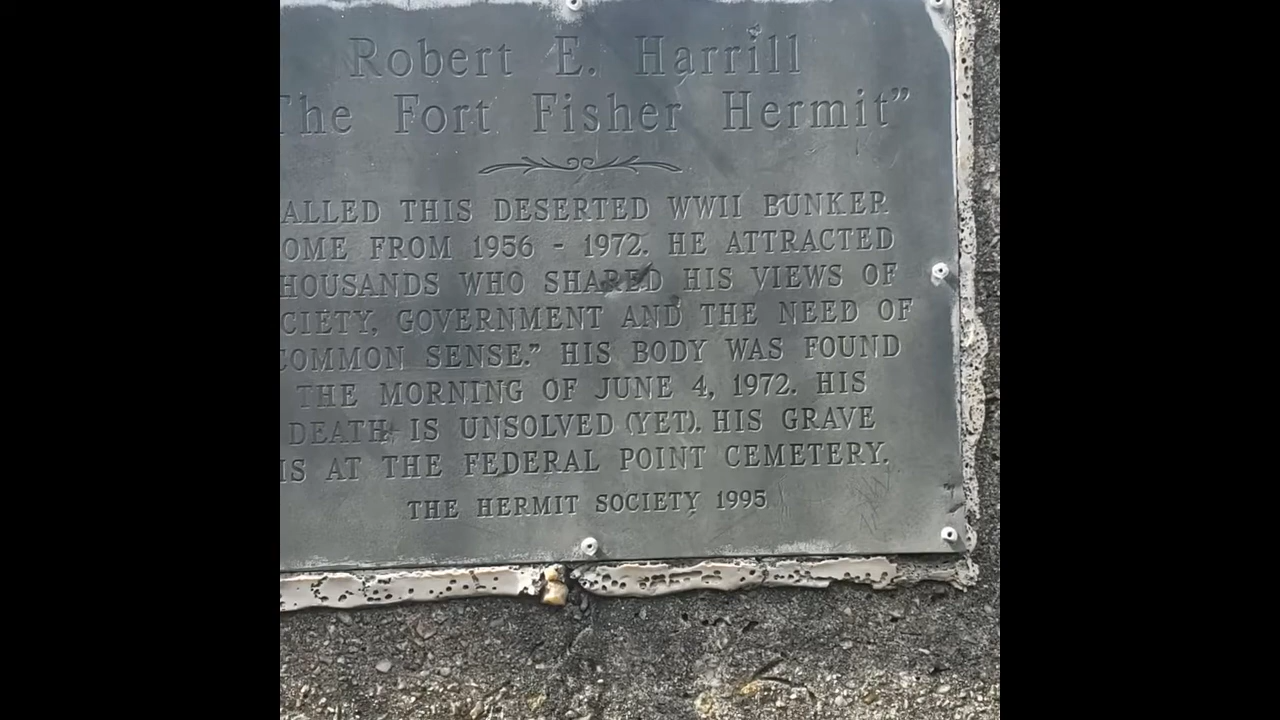 Robert E. Harrill
The Fort Fisher Hermit”
ALLED THIS DESERTED WWII BUNKER
OME FROM 1956 - 1972. HE ATTRACTED
HOUSANDS WHO SHARED HIS VIEWS OF
CIETY, GOVERNMENT AND THE NEED OF
COMMON SENSE.” HIS BODY WAS FOUND
THE MORNING OF JUNE 4, 1972. HIS
DEATH IS UNSOLVED (YET). HIS GRAVE
IS AT THE FEDERAL POINT CEMETERY.
THE HERMIT SOCIETY 1995